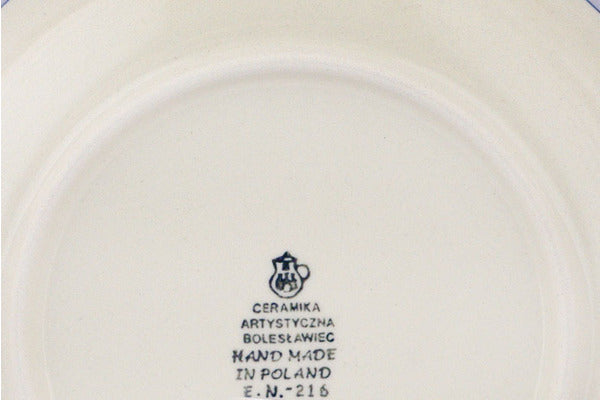 CERAMIKA
ARTYSTYCZNA
BOLESŁAWIEC
HAND MADE
IN POLAND
E.N.-216